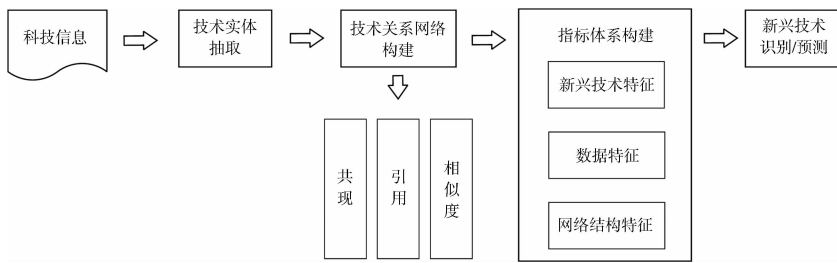 科技信息
技术实体
抽取
技术关系网络
构建
共现
引用
相似度
指标体系构建
新兴技术特征
数据特征
网络结构特征
新兴技术
识别/预测